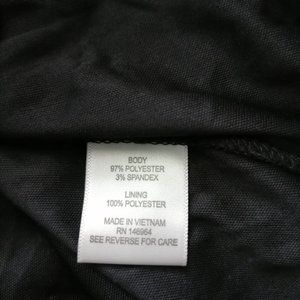 BODY
97% POLYESTER
3% SPANDEX
LINING
100% POLYESTER
MADE IN VIETNAM
RN 146964
SEE REVERSE FOR CARE